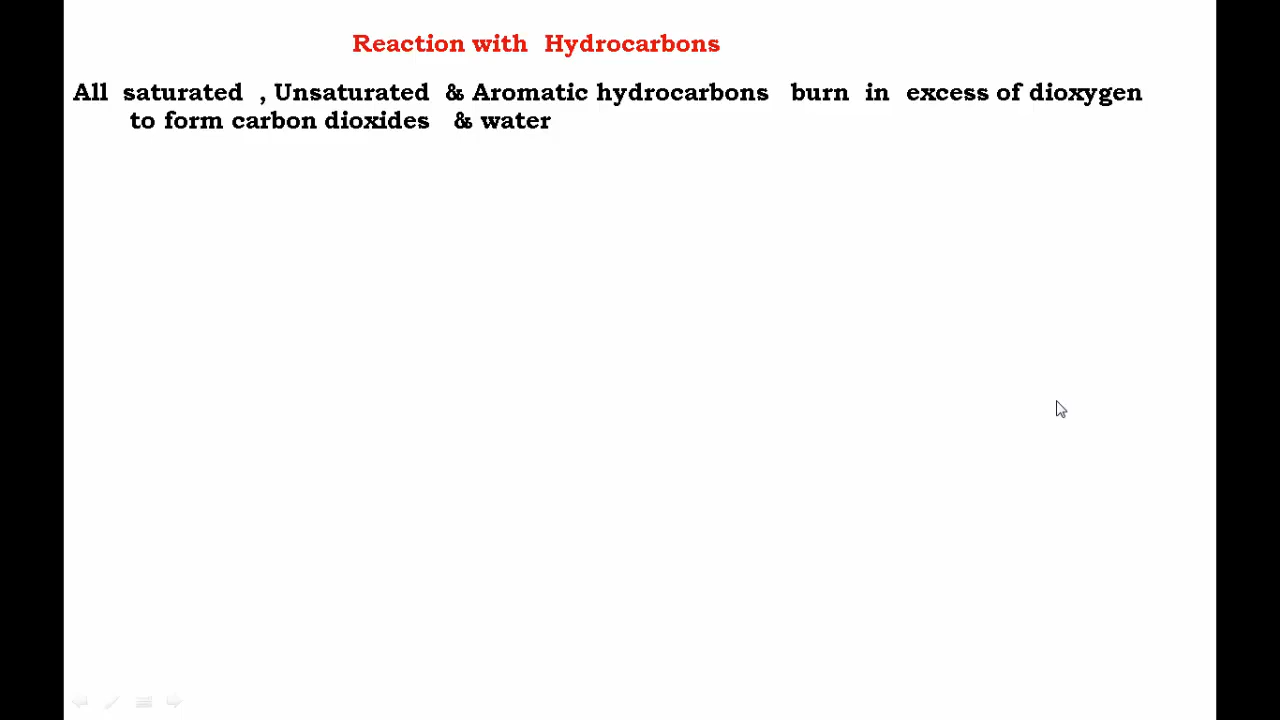 Reaction with Hydrocarbons
All saturated , Unsaturated & Aromatic hydrocarbons burn in excess of dioxygen
to form carbon dioxides & water